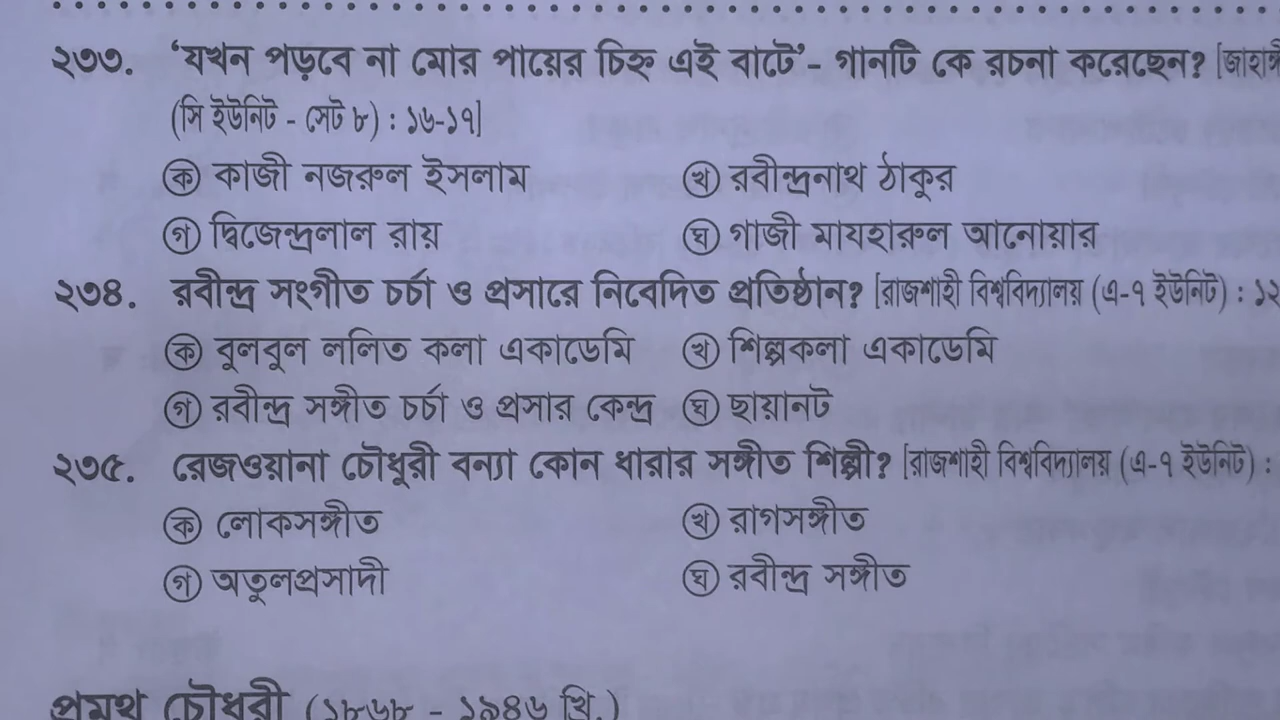 ২৩৩. ‘যখন পড়বে না মোর পায়ের চিহ্ন এই বাটে’- গানটি কে রচনা করেছেন?
(সি ইউনিট - সেট ৮) : ১৬-১৭]
ক কাজী নজরুল ইসলাম খ রবীন্দ্রনাথ ঠাকুর
গ দ্বিজেন্দ্রলাল রায় ঘ গাজী মাযহারুল আনোয়ার
২৩৪. রবীন্দ্র সংগীত চর্চা ও প্রসারে নিবেদিত প্রতিষ্ঠান? [রাজশাহী বিশ্ববিদ্যালয় (এ-৭ ইউনিট) : ১২
ক বুলবুল ললিত কলা একাডেমি খ শিল্পকলা একাডেমি
গ রবীন্দ্র সঙ্গীত চর্চা ও প্রসার কেন্দ্র ঘ ছায়ানট
২৩৫. রেজওয়ানা চৌধুরী বন্যা কোন ধারার সঙ্গীত শিল্পী? [রাজশাহী বিশ্ববিদ্যালয় (এ-৭ ইউনিট) :
ক লোকসঙ্গীত খ রাগসঙ্গীত
গ অতুলপ্রসাদী ঘ রবীন্দ্র সঙ্গীত
প্রমথ চৌধুরী (১৮৬৮ - ১৯৪৬ খ্রি.)